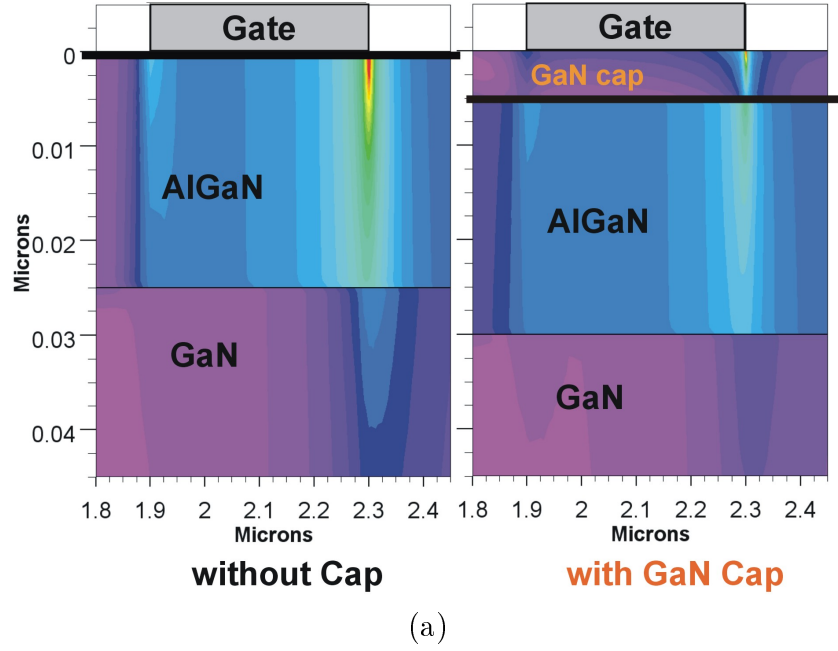 Gate
Gate
0
GaN cap
0.01
AlGaN
AlGaN
0.02
Microns
0.03
GaN
GaN
0.04
1.8 1.9 2 2.1 2.2 2.3 2.4
1.8 1.9 2 2.1 2.2 2.3 2.4
Microns
Microns
without Cap
with GaN Cap
(a)